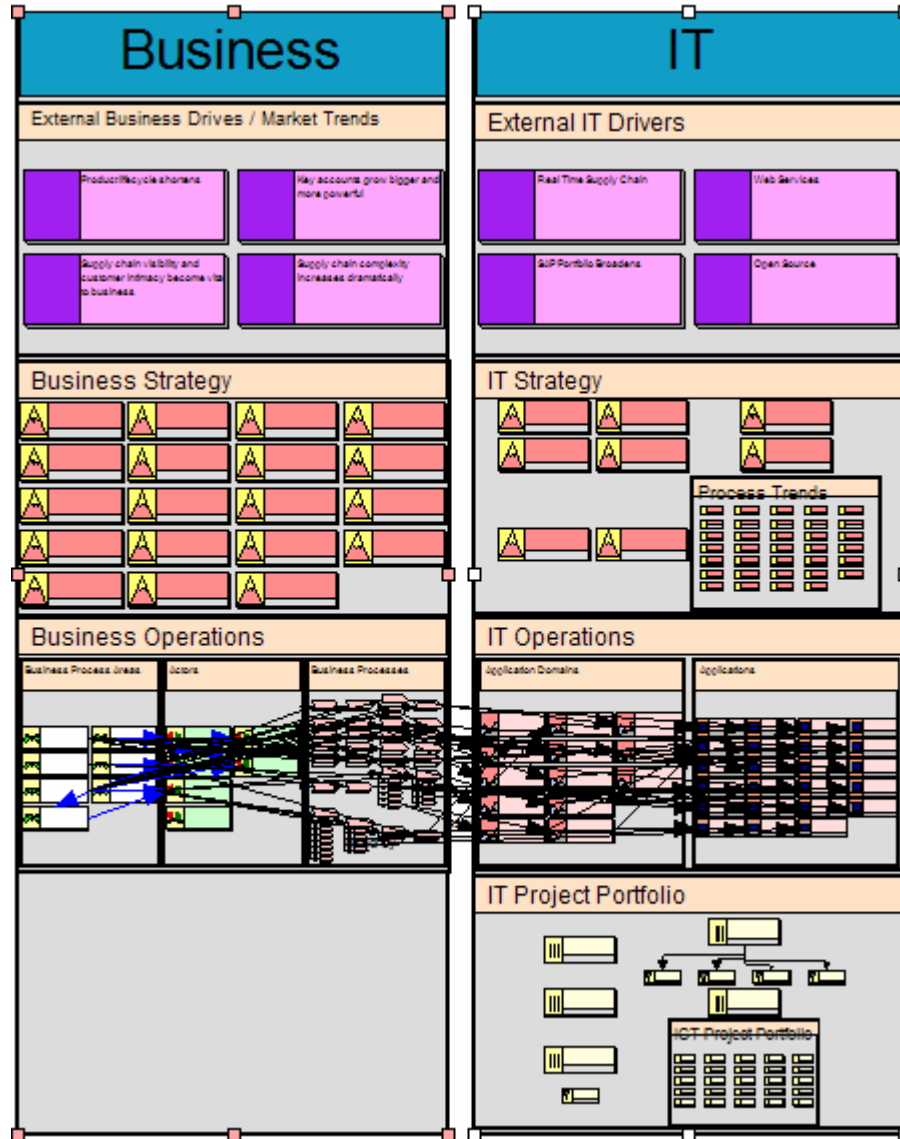 Business
External Business Drives / Market Trends
Product lifecycle shortens
Key accounts grow bigger and
more powerful
Supply chain visibility and
customer intimacy become vita
to business
Supply chain complexity
increases dramatically
Business Strategy
Business Operations
Business Process Areas
Actors
Business Processes
IT
External IT Drivers
Real Time Supply Chain
Web Services
SAP Portfolio Broadens
Open Source
IT Strategy
Process Trends
IT Operations
Application Domains
Applications
IT Project Portfolio
ICT Project Portfolio